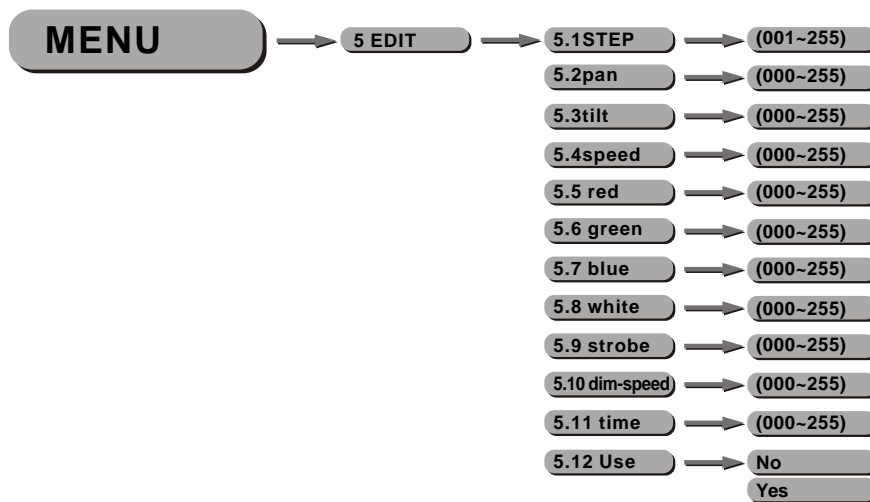 MENU 5 EDIT 5.1STEP (001~255)
5.2pan (000~255)
5.3tilt (000~255)
5.4speed (000~255)
5.5 red (000~255)
5.6 green (000~255)
5.7 blue (000~255)
5.8 white (000~255)
5.9 strobe (000~255)
5.10 dim-speed (000~255)
5.11 time (000~255)
5.12 Use No
Yes